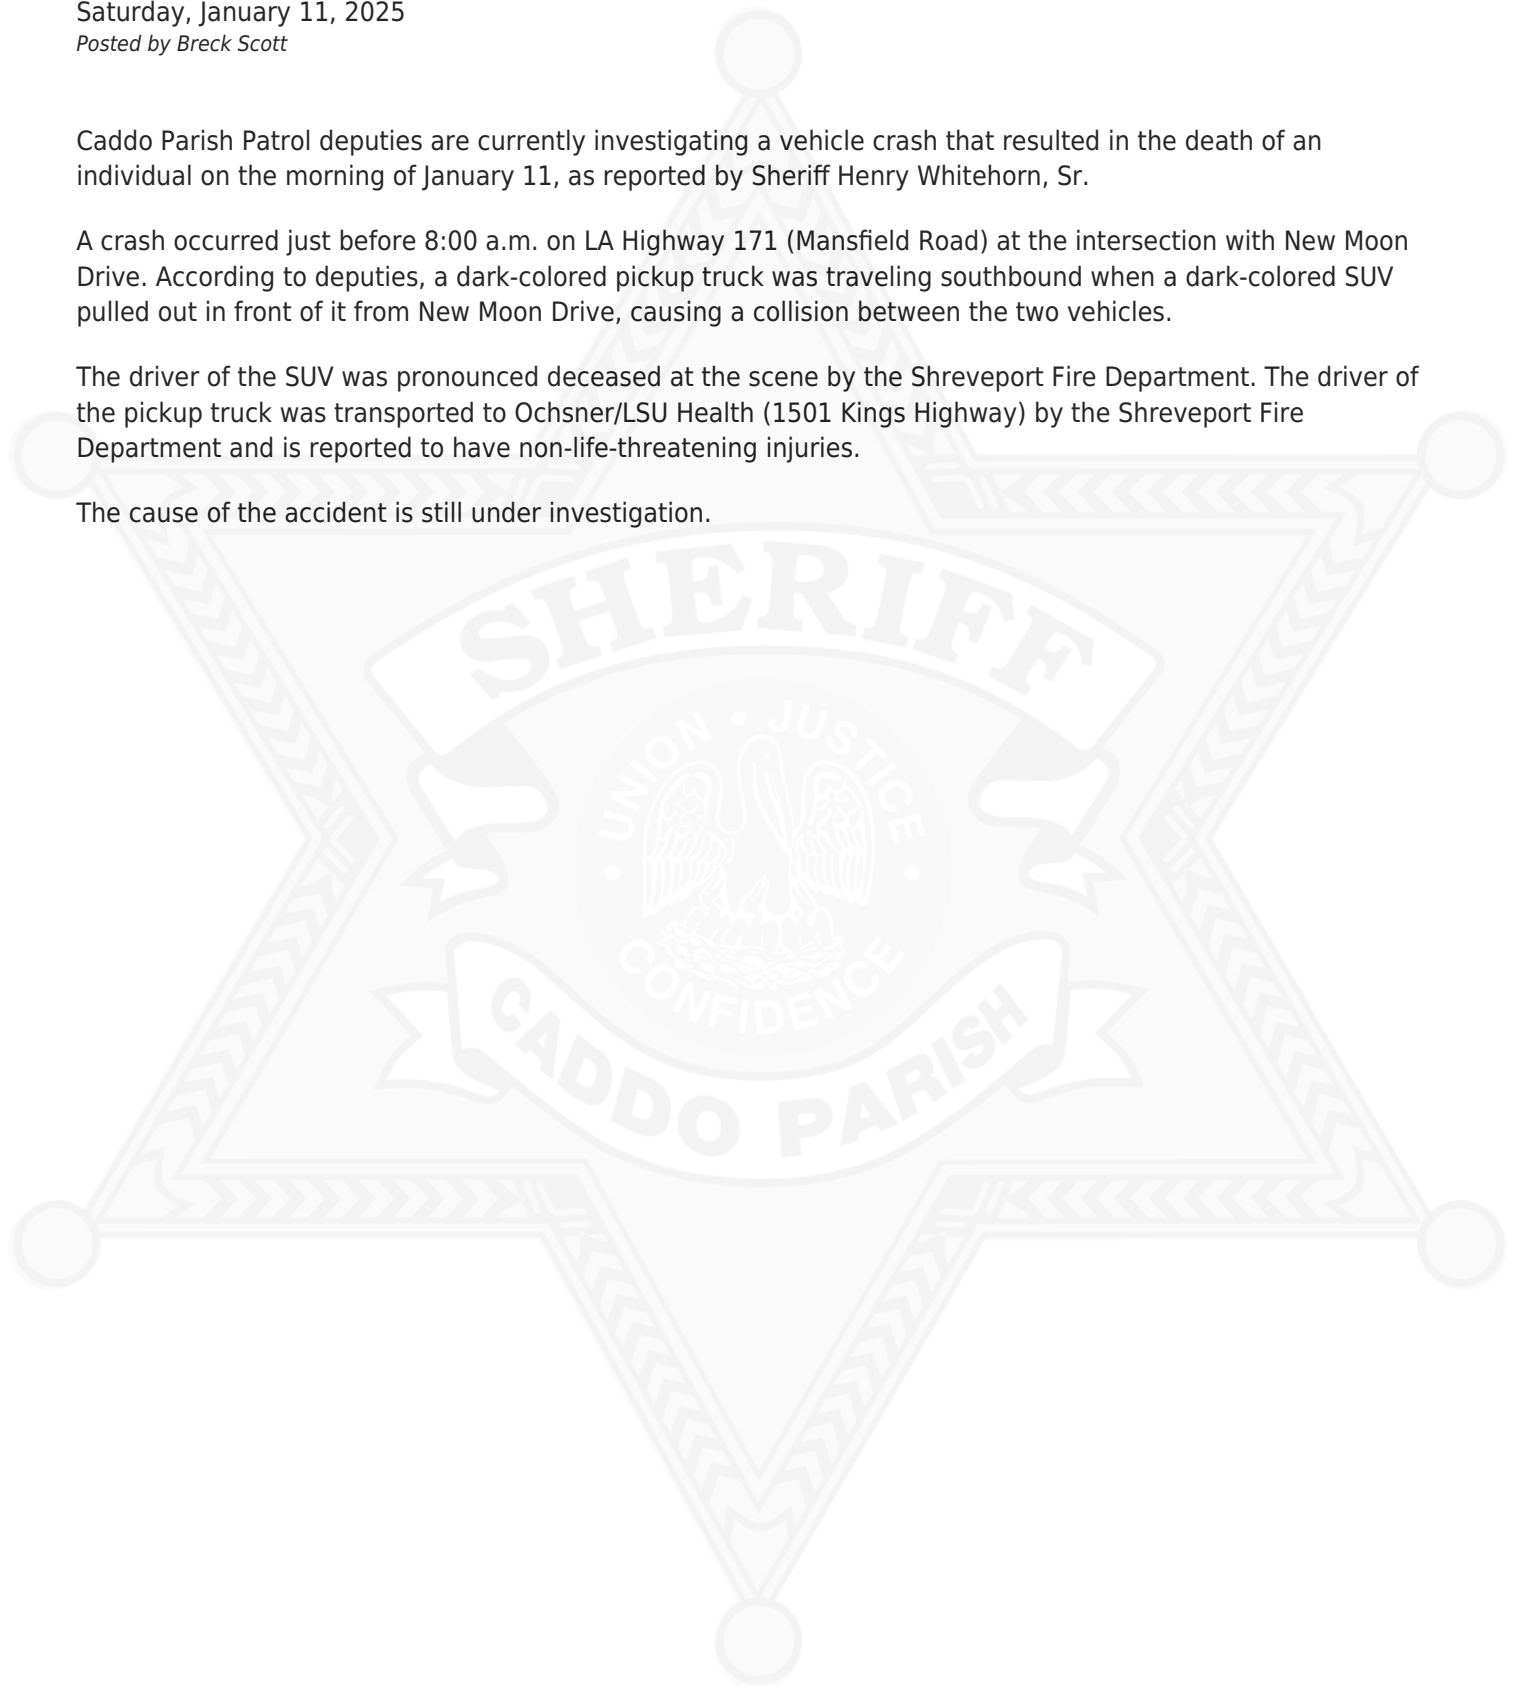 Saturday, January 11, 2025
Posted by Breck Scott
Caddo Parish Patrol deputies are currently investigating a vehicle crash that resulted in the death of an
individual on the morning of January 11, as reported by Sheriff Henry Whitehorn, Sr.
A crash occurred just before 8:00 a.m. on LA Highway 171 (Mansfield Road) at the intersection with New Moon
Drive. According to deputies, a dark-colored pickup truck was traveling southbound when a dark-colored SUV
pulled out in front of it from New Moon Drive, causing a collision between the two vehicles.
The driver of the SUV was pronounced deceased at the scene by the Shreveport Fire Department. The driver of
the pickup truck was transported to Ochsner/LSU Health (1501 Kings Highway) by the Shreveport Fire
Department and is reported to have non-life-threatening injuries.
The cause of the accident is still under investigation.
SHERIFF
UNION • JUSTICE
• CONFIDENCE •
CADDO PARISH